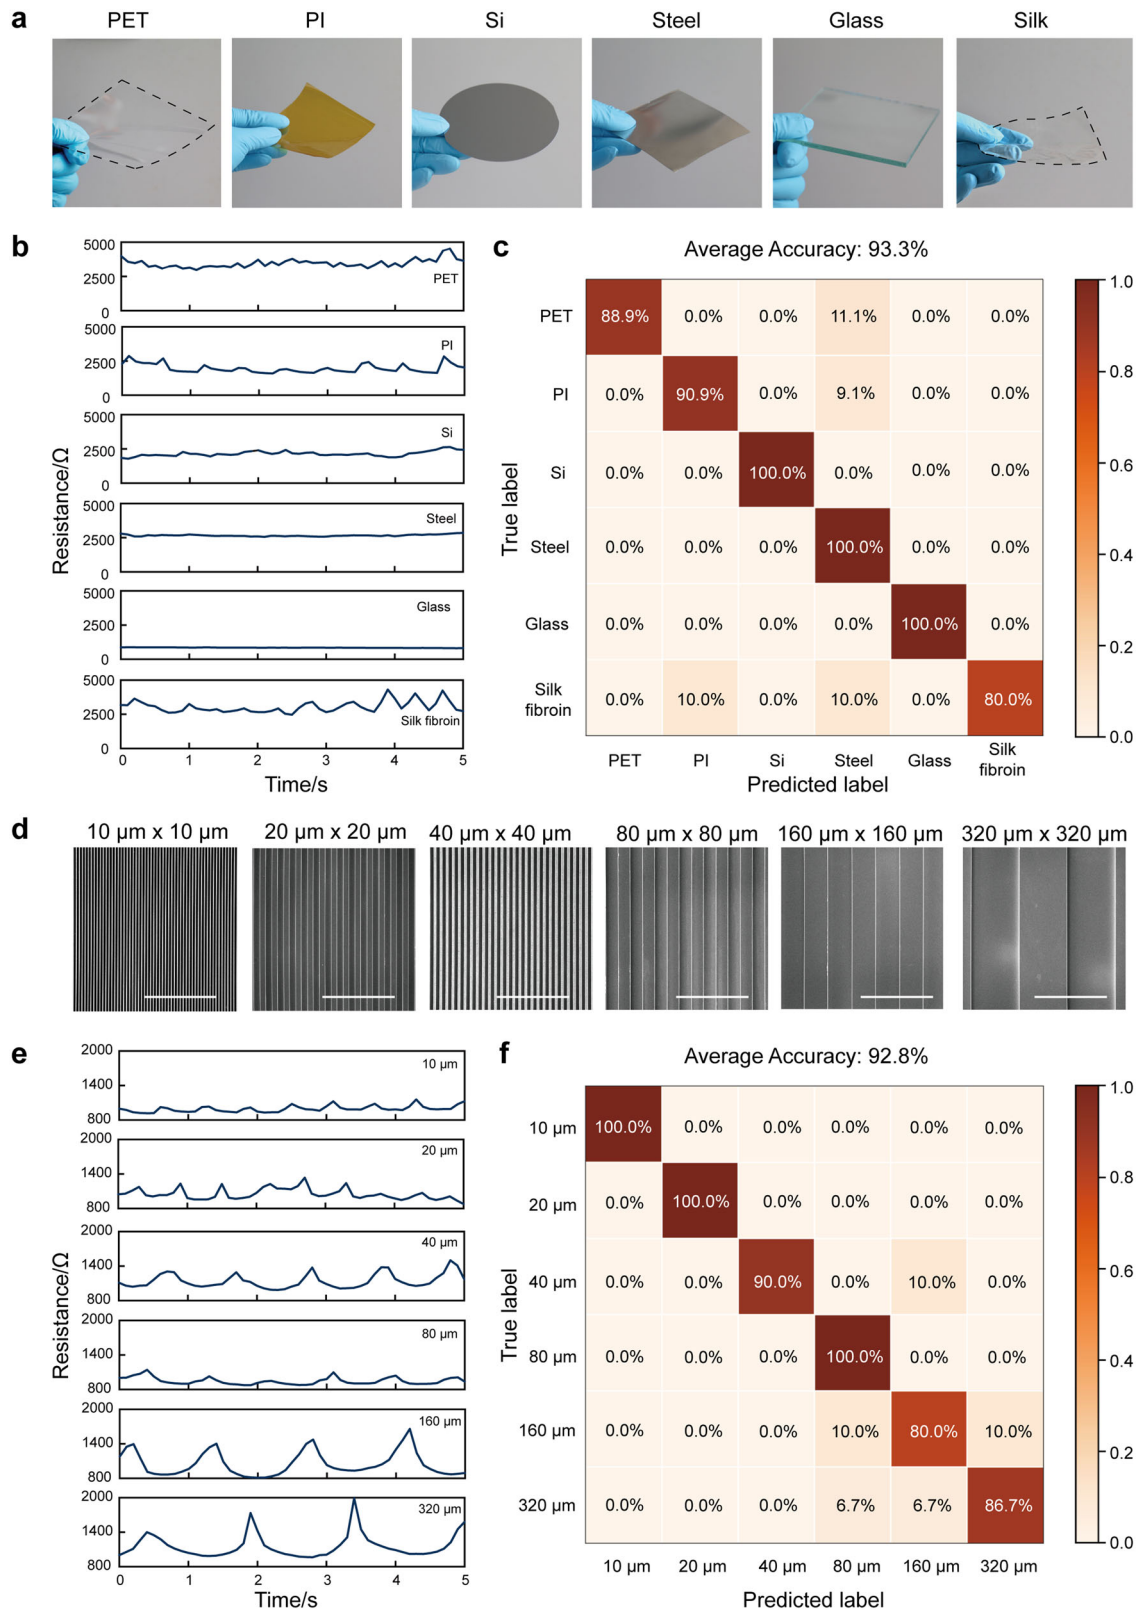 a
PET PI Si Steel Glass Silk
b
5000
2500
0
PET
5000
2500
0
PI
5000
2500
0
Si
5000
2500
0
Steel
5000
2500
0
Glass
5000
2500
0
Silk fibroin
Resistance/Ω
0 1 2 3 4 5
Time/s
c
Average Accuracy: 93.3%
True label
PET 88.9% 0.0% 0.0% 11.1% 0.0% 0.0%
PI 0.0% 90.9% 0.0% 9.1% 0.0% 0.0%
Si 0.0% 0.0% 100.0% 0.0% 0.0% 0.0%
Steel 0.0% 0.0% 0.0% 100.0% 0.0% 0.0%
Glass 0.0% 0.0% 0.0% 0.0% 100.0% 0.0%
Silk
fibroin 0.0% 10.0% 0.0% 10.0% 0.0% 80.0%
PET PI Si Steel Glass Silk
fibroin
Predicted label
1.0
0.8
0.6
0.4
0.2
0.0
d
10 µm x 10 µm 20 µm x 20 µm 40 µm x 40 µm 80 µm x 80 µm 160 µm x 160 µm 320 µm x 320 µm
e
2000
1400
800
10 µm
2000
1400
800
20 µm
2000
1400
800
40 µm
2000
1400
800
80 µm
2000
1400
800
160 µm
2000
1400
800
320 µm
Resistance/Ω
0 1 2 3 4 5
Time/s
f
Average Accuracy: 92.8%
True label
10 µm 100.0% 0.0% 0.0% 0.0% 0.0% 0.0%
20 µm 0.0% 100.0% 0.0% 0.0% 0.0% 0.0%
40 µm 0.0% 0.0% 90.0% 0.0% 10.0% 0.0%
80 µm 0.0% 0.0% 0.0% 100.0% 0.0% 0.0%
160 µm 0.0% 0.0% 0.0% 10.0% 80.0% 10.0%
320 µm 0.0% 0.0% 0.0% 6.7% 6.7% 86.7%
10 µm 20 µm 40 µm 80 µm 160 µm 320 µm
Predicted label
1.0
0.8
0.6
0.4
0.2
0.0